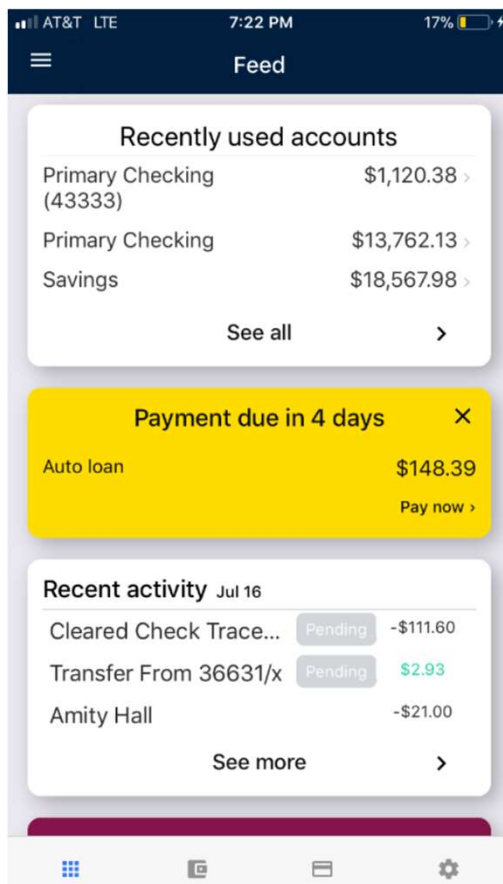 AT&T LTE 7:22 PM 17%
Feed
Recently used accounts
Primary Checking $1,120.38 >
(43333)
Primary Checking $13,762.13 >
Savings $18,567.98 >
See all >
Payment due in 4 days ×
Auto loan $148.39
Pay now >
Recent activity Jul 16
Cleared Check Trace... Pending -$111.60
Transfer From 36631/x Pending $2.93
Amity Hall -$21.00
See more >